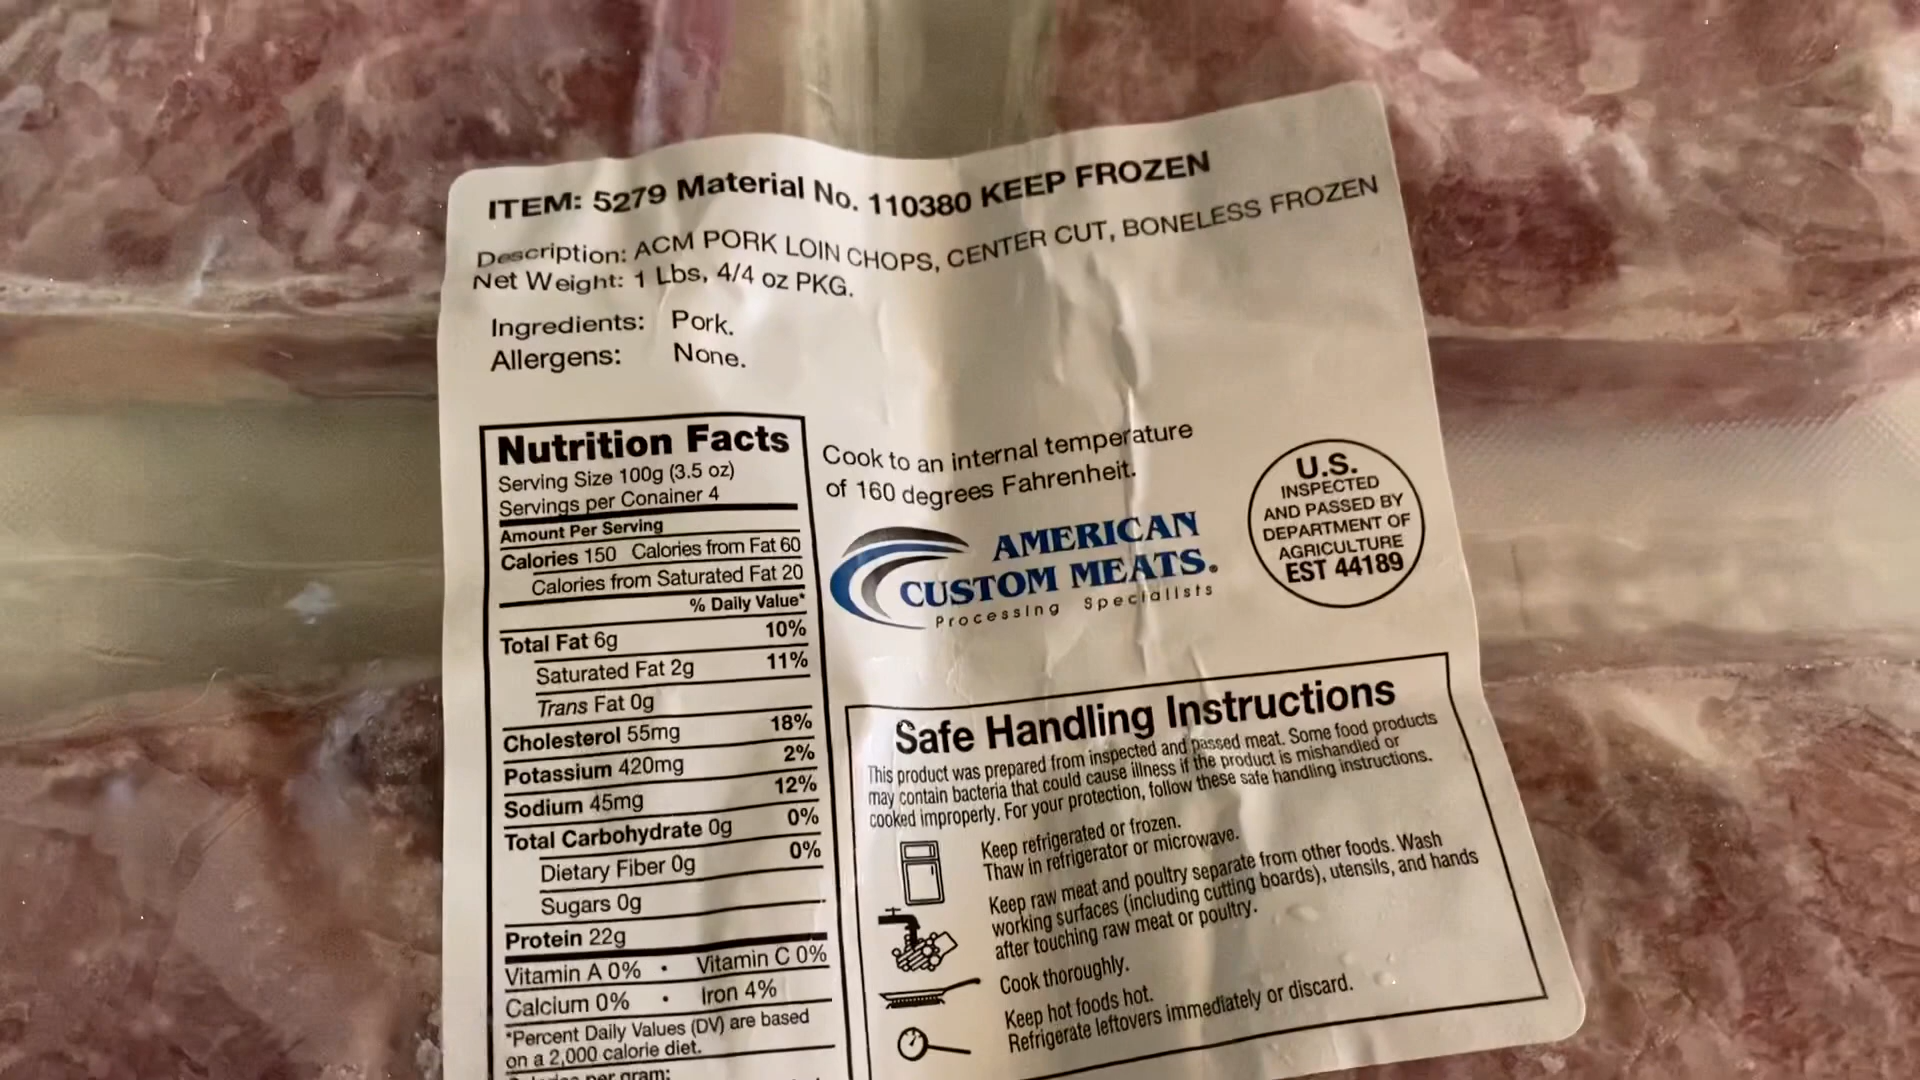 ITEM: 5279 Material No. 110380 KEEP FROZEN
Description: ACM PORK LOIN CHOPS, CENTER CUT, BONELESS FROZEN
Net Weight: 1 Lbs, 4/4 oz PKG.
Ingredients: Pork.
Allergens: None.
Nutrition Facts
Serving Size 100g (3.5 oz)
Servings per Conainer 4
Amount Per Serving
Calories 150 Calories from Fat 60
Calories from Saturated Fat 20
% Daily Value*
Total Fat 6g 10%
Saturated Fat 2g 11%
Trans Fat 0g
Cholesterol 55mg 18%
Potassium 420mg 2%
Sodium 45mg 12%
Total Carbohydrate 0g 0%
Dietary Fiber 0g 0%
Sugars 0g
Protein 22g
Vitamin A 0% • Vitamin C 0%
Calcium 0% • Iron 4%
*Percent Daily Values (DV) are based
on a 2,000 calorie diet.
per gram:
Cook to an internal temperature
of 160 degrees Fahrenheit.
AMERICAN
CUSTOM MEATS.
Processing Specialists
U.S.
INSPECTED
AND PASSED BY
DEPARTMENT OF
AGRICULTURE
EST 44189
Safe Handling Instructions
This product was prepared from inspected and passed meat. Some food products
may contain bacteria that could cause illness if the product is mishandled or
cooked improperly. For your protection, follow these safe handling instructions.
Keep refrigerated or frozen.
Thaw in refrigerator or microwave.
Keep raw meat and poultry separate from other foods. Wash
working surfaces (including cutting boards), utensils, and hands
after touching raw meat or poultry.
Cook thoroughly.
Keep hot foods hot.
Refrigerate leftovers immediately or discard.